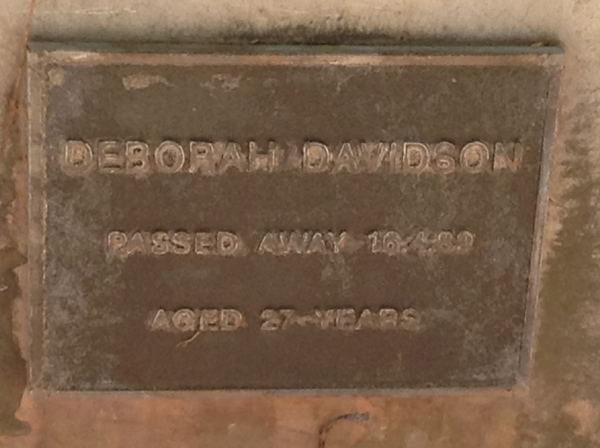 DEBORAH DAVIDSON
PASSED AWAY
AGED 27 YEARS